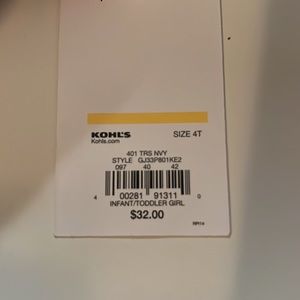 KOHL'S SIZE 4T
Kohls.com
401 TRS NVY
STYLE GJ33P801KE2
097 40 42
4 00281 91311 0
INFANT/TODDLER GIRL
$32.00